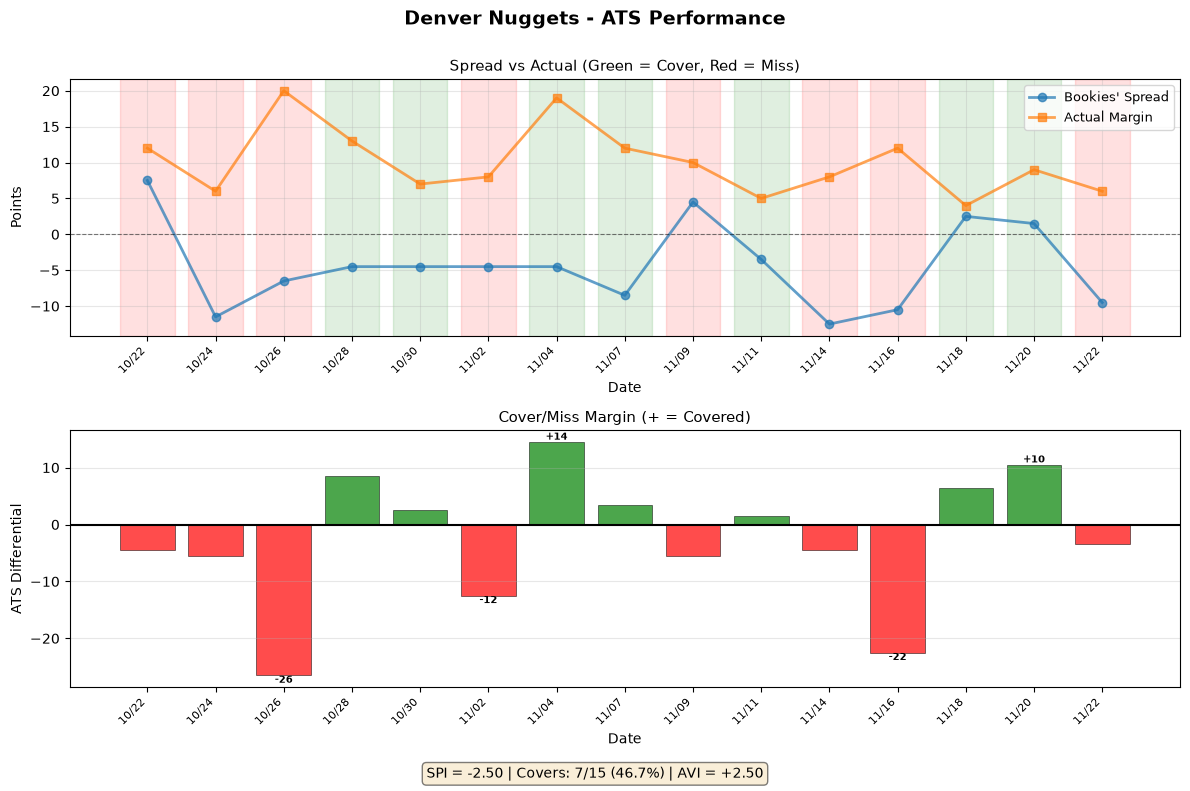 Denver Nuggets - ATS Performance
Spread vs Actual (Green = Cover, Red = Miss)
Points
20
15
10
5
0
−5
−10
Bookies' Spread
Actual Margin
10/22 10/24 10/26 10/28 10/30 11/02 11/04 11/07 11/09 11/11 11/14 11/16 11/18 11/20 11/22
Date
Cover/Miss Margin (+ = Covered)
ATS Differential
10
0
−10
−20
+14
+10
-12
-22
-26
10/22 10/24 10/26 10/28 10/30 11/02 11/04 11/07 11/09 11/11 11/14 11/16 11/18 11/20 11/22
Date
SPI = -2.50 | Covers: 7/15 (46.7%) | AVI = +2.50